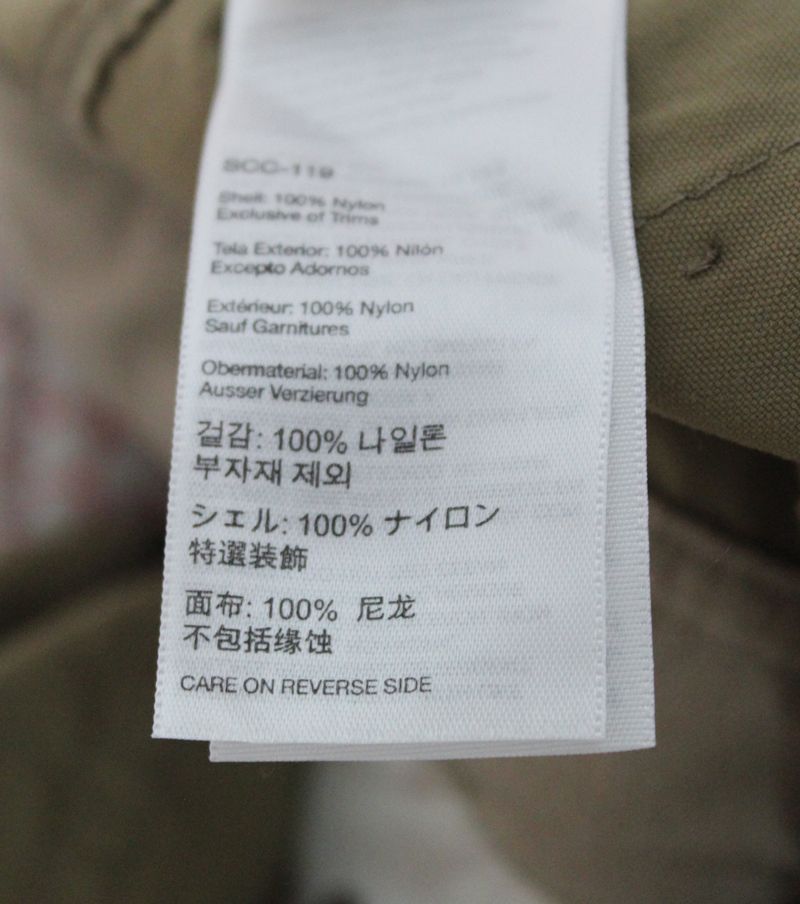 SCC-119
Shell: 100% Nylon
Exclusive of Trims
Tela Exterior: 100% Nilón
Excepto Adornos
Extérieur: 100% Nylon
Sauf Garnitures
Obermaterial: 100% Nylon
Ausser Verzierung
겉감: 100% 나일론
부자재 제외
シェル: 100% ナイロン
特選装飾
面布: 100% 尼龙
不包括缘蚀
CARE ON REVERSE SIDE